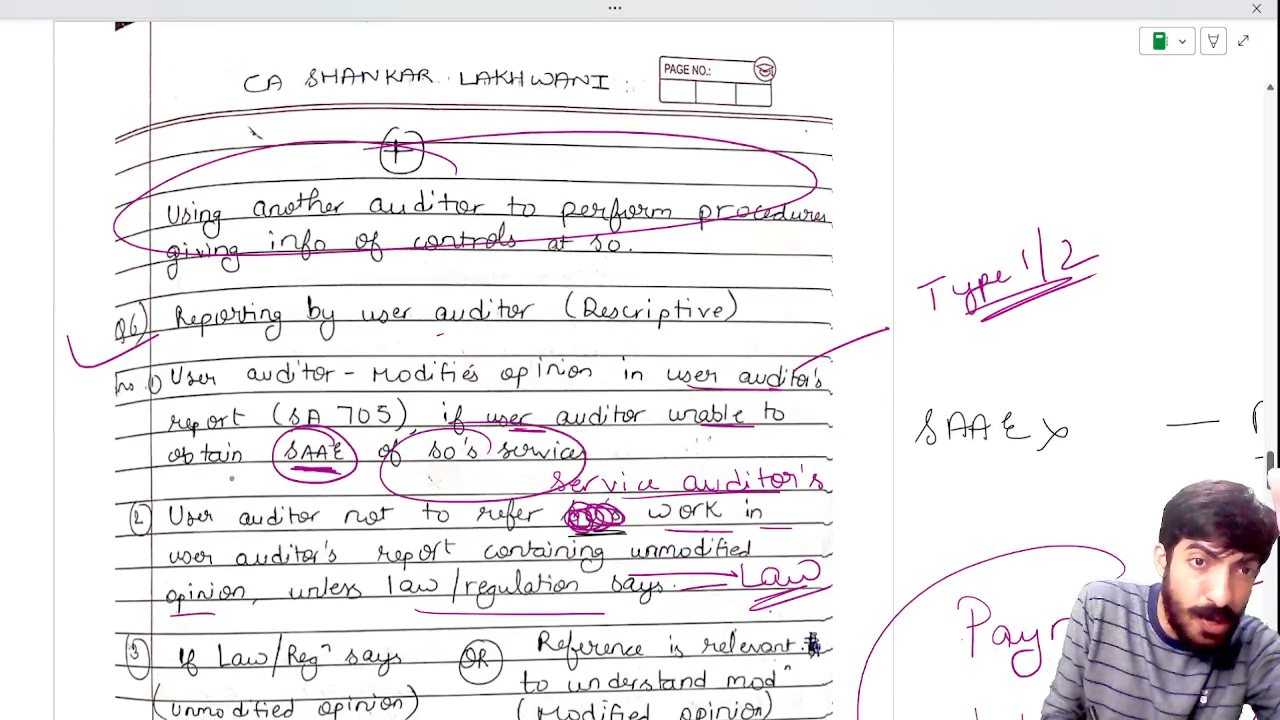 CA SHANKAR LAKHWANI
PAGE NO.:
Using another auditor to perform procedures
giving info of controls at so.
Q6) Reporting by user auditor (Descriptive)
Type 1/2
1) User auditor - Modifies opinion in user auditor's
report (SA 705), if user auditor unable to
obtain SAAE of SO's service
SAAE x —
service auditor's
2 User auditor not to refer work in
user auditor's report containing unmodified
opinion, unless law/regulation says. — Law
3 If Law/Regn says OR Reference is relevant
to understand modn
(unmodified opinion) (Modified opinion)
Payr